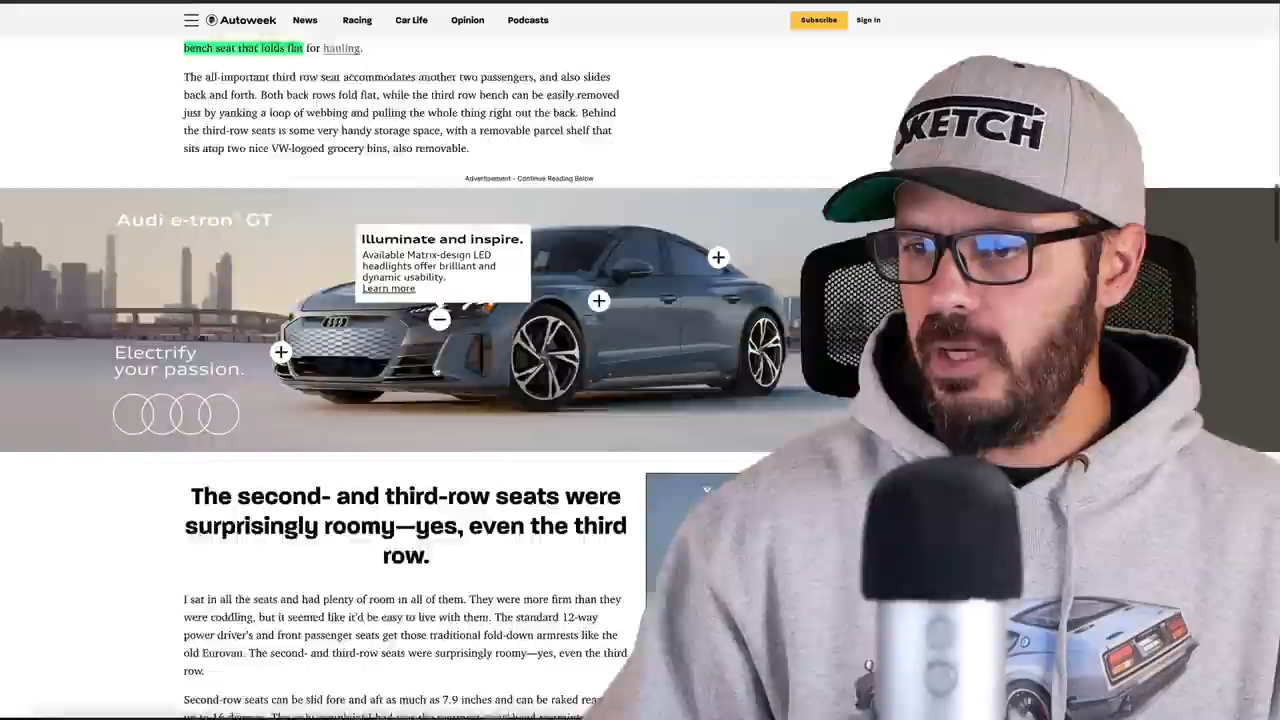 Autoweek News Racing Car Life Opinion Podcasts Subscribe Sign In
bench seat that folds flat for hauling.
The all-important third row seat accommodates another two passengers, and also slides
back and forth. Both back rows fold flat, while the third row bench can be easily removed
just by yanking a loop of webbing and pulling the whole thing right out the back. Behind
the third-row seats is some very handy storage space, with a removable parcel shelf that
sits atop two nice VW-logoed grocery bins, also removable.
Advertisement - Continue Reading Below
Audi e-tron® GT
Illuminate and inspire.
Available Matrix-design LED
headlights offer brilliant and
dynamic usability.
Learn more
Electrify
your passion.
SKETCH
The second- and third-row seats were
surprisingly roomy—yes, even the third
row.
I sat in all the seats and had plenty of room in all of them. They were more firm than they
were coddling, but it seemed like it'd be easy to live with them. The standard 12-way
power driver's and front passenger seats get those traditional fold-down armrests like the
old Eurovan. The second- and third-row seats were surprisingly roomy—yes, even the third
row.
Second-row seats can be slid fore and aft as much as 7.9 inches and can be raked